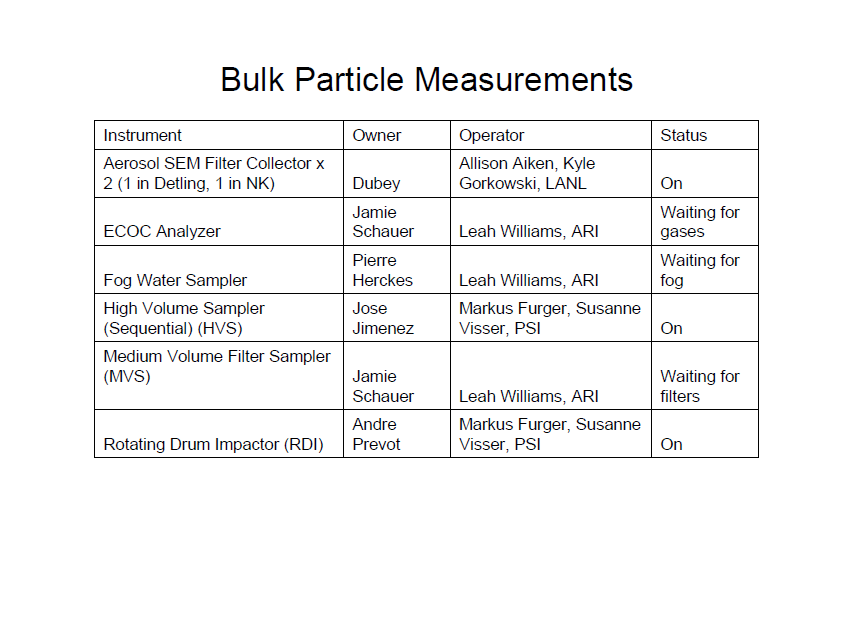 Bulk Particle Measurements
Instrument Owner Operator Status
Aerosol SEM Filter Collector x
2 (1 in Detling, 1 in NK)
Dubey
Allison Aiken, Kyle
Gorkowski, LANL
On
ECOC Analyzer
Jamie
Schauer
Leah Williams, ARI
Waiting for
gases
Fog Water Sampler
Pierre
Herckes
Leah Williams, ARI
Waiting for
fog
High Volume Sampler
(Sequential) (HVS)
Jose
Jimenez
Markus Furger, Susanne
Visser, PSI
On
Medium Volume Filter Sampler
(MVS)
Jamie
Schauer
Leah Williams, ARI
Waiting for
filters
Rotating Drum Impactor (RDI)
Andre
Prevot
Markus Furger, Susanne
Visser, PSI
On